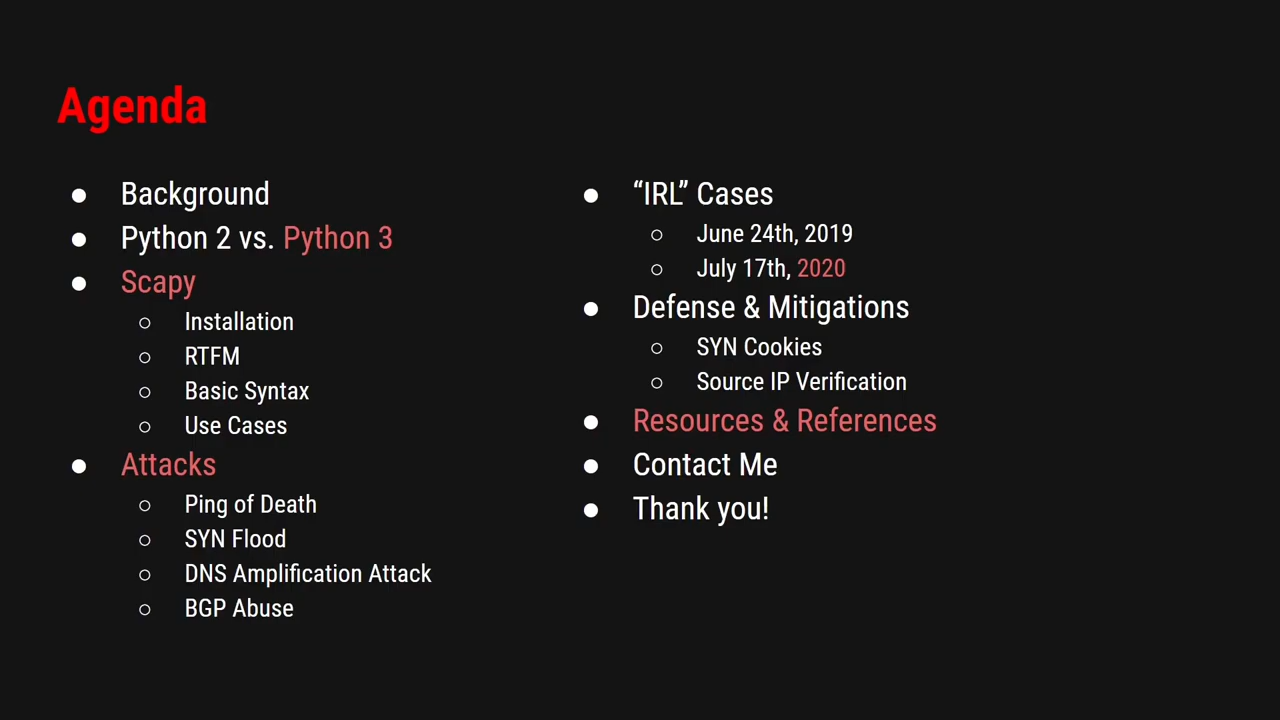 Agenda
● Background
● Python 2 vs. Python 3
● Scapy
○ Installation
○ RTFM
○ Basic Syntax
○ Use Cases
● Attacks
○ Ping of Death
○ SYN Flood
○ DNS Amplification Attack
○ BGP Abuse
● “IRL” Cases
○ June 24th, 2019
○ July 17th, 2020
● Defense & Mitigations
○ SYN Cookies
○ Source IP Verification
● Resources & References
● Contact Me
● Thank you!